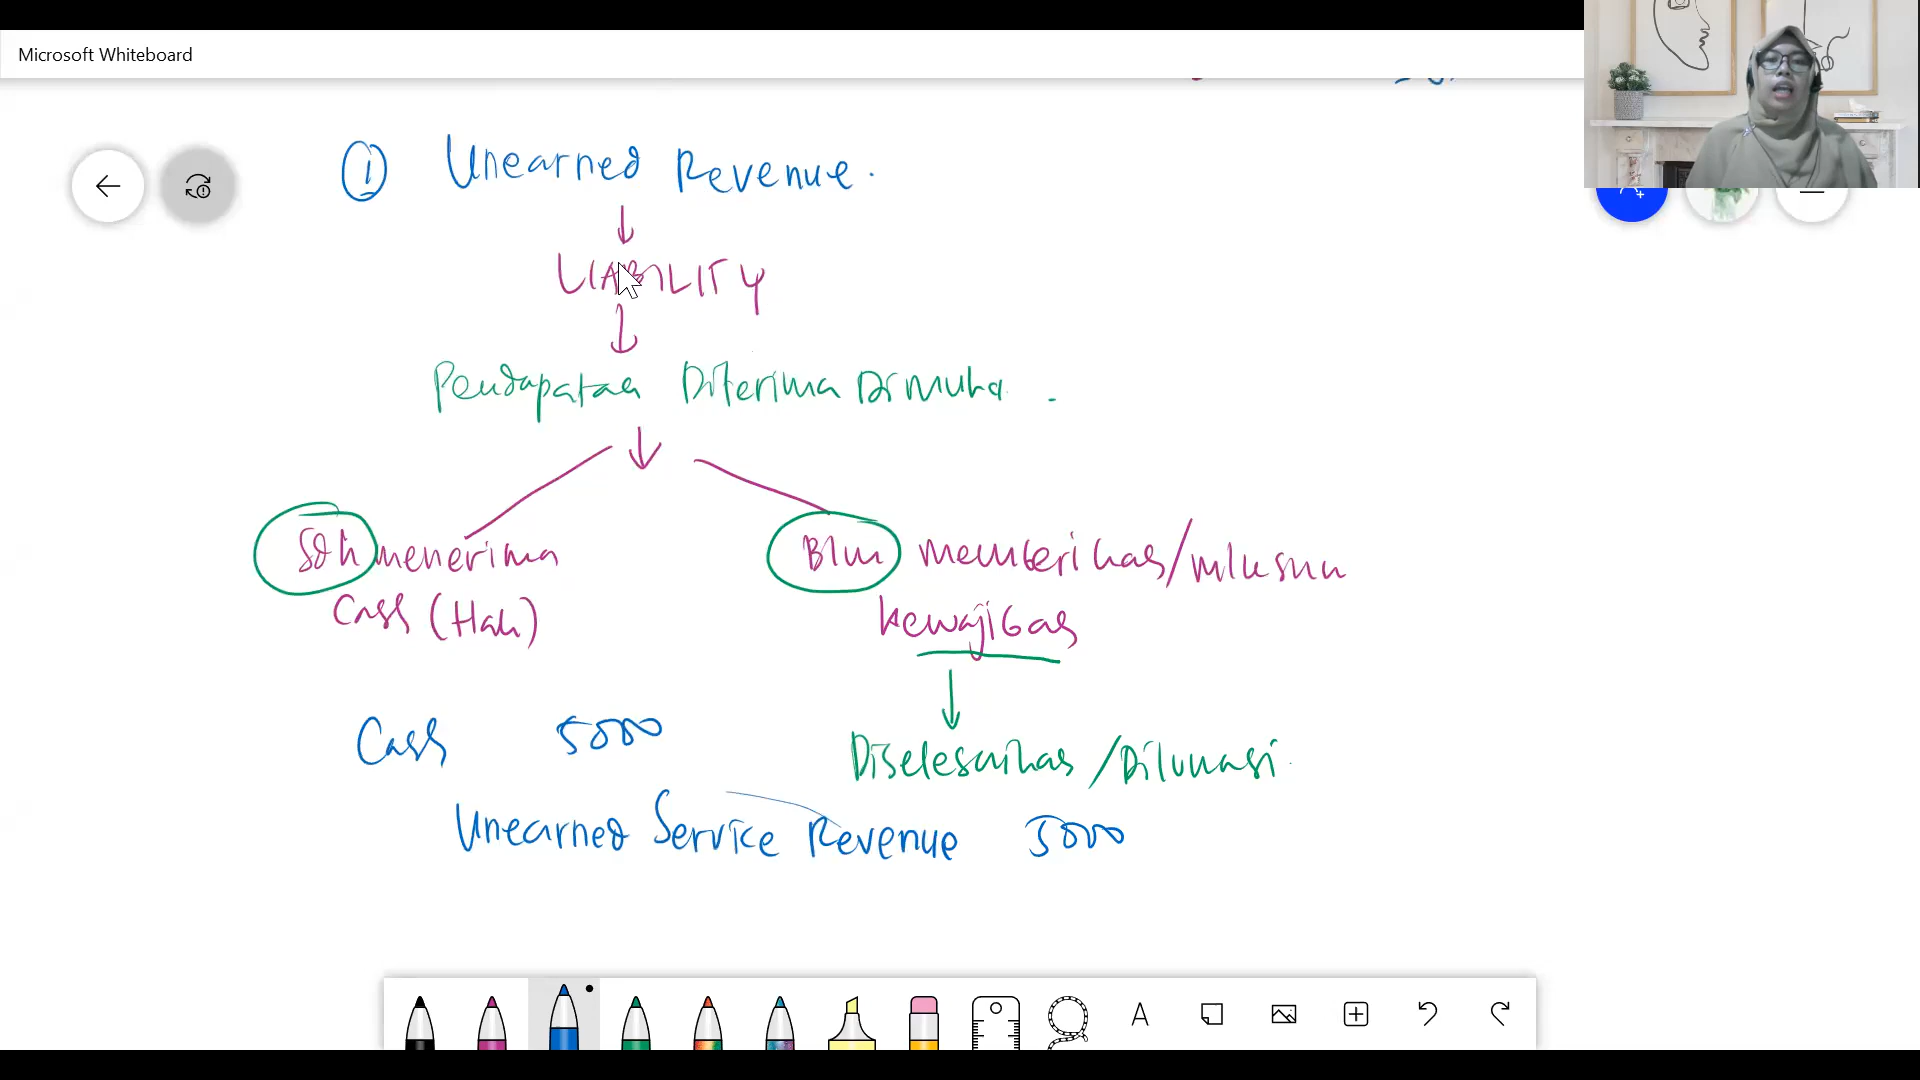 Microsoft Whiteboard
1 Unearned Revenue.
LIABILITY
Pendapatan Diterima Dimuka.
Sdh menerima
Cash (Hak)
Blm memberikan/mlksnkn
kewajiban
Diselesaikan/Dilunasi.
Cash 5000
Unearned Service Revenue 5000
A